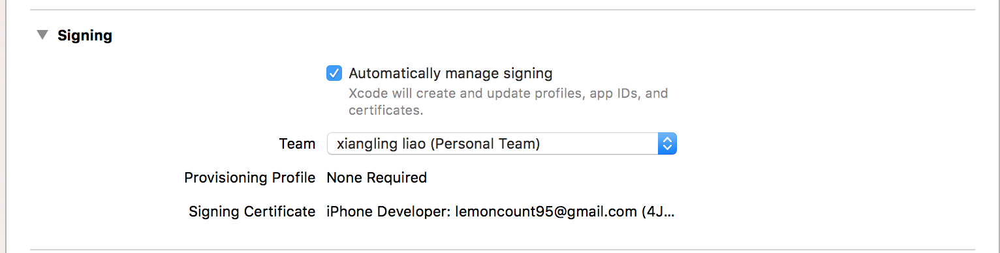 Signing
Automatically manage signing
Xcode will create and update profiles, app IDs, and
certificates.
Team xiangling liao (Personal Team)
Provisioning Profile None Required
Signing Certificate iPhone Developer: lemoncount95@gmail.com (4J...